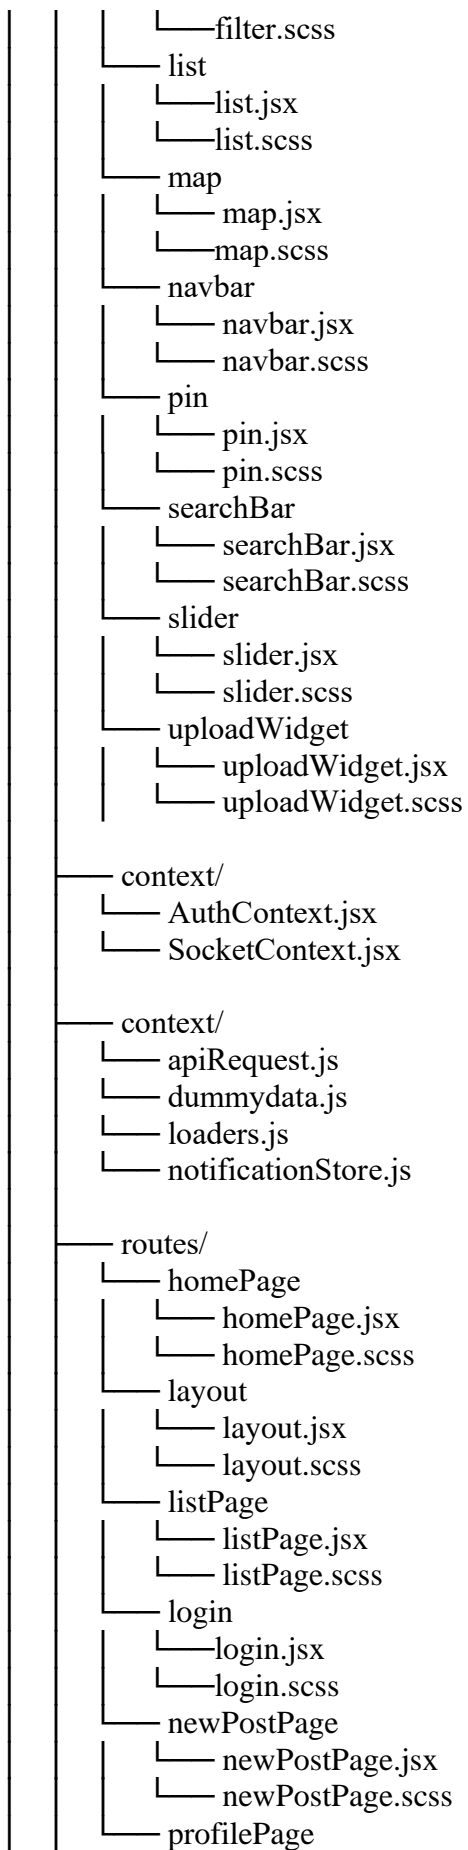 filter.scss
list
list.jsx
list.scss
map
map.jsx
map.scss
navbar
navbar.jsx
navbar.scss
pin
pin.jsx
pin.scss
searchBar
searchBar.jsx
searchBar.scss
slider
slider.jsx
slider.scss
uploadWidget
uploadWidget.jsx
uploadWidget.scss
context/
AuthContext.jsx
SocketContext.jsx
context/
apiRequest.js
dummydata.js
loaders.js
notificationStore.js
routes/
homePage
homePage.jsx
homePage.scss
layout
layout.jsx
layout.scss
listPage
listPage.jsx
listPage.scss
login
login.jsx
login.scss
newPostPage
newPostPage.jsx
newPostPage.scss
profilePage